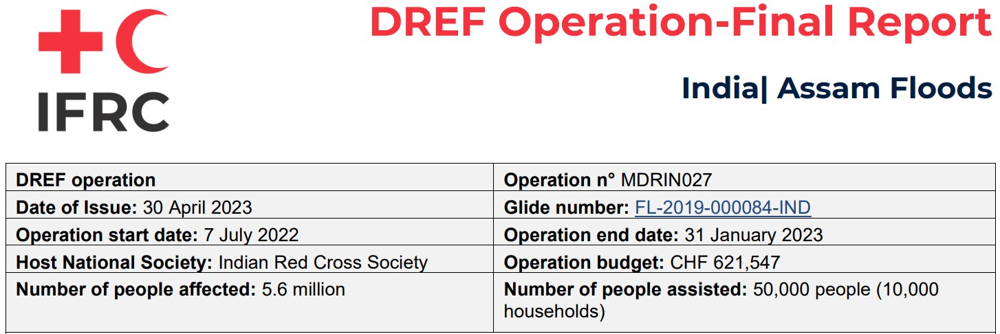 DREF Operation-Final Report
India| Assam Floods
IFRC
DREF operation
Operation n° MDRIN027
Date of Issue: 30 April 2023
Glide number: FL-2019-000084-IND
Operation start date: 7 July 2022
Operation end date: 31 January 2023
Host National Society: Indian Red Cross Society
Operation budget: CHF 621,547
Number of people affected: 5.6 million
Number of people assisted: 50,000 people (10,000
households)